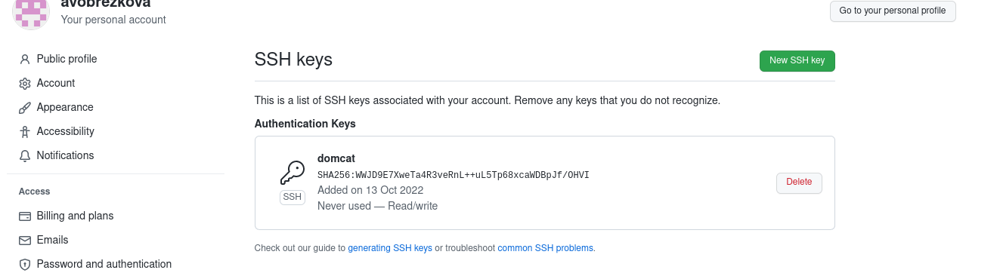 avobrezkova
Your personal account
Go to your personal profile
Public profile
Account
Appearance
Accessibility
Notifications
Access
Billing and plans
Emails
Password and authentication
SSH keys
New SSH key
This is a list of SSH keys associated with your account. Remove any keys that you do not recognize.
Authentication Keys
domcat
SHA256:WWJD9E7XweTa4R3veRnL++uL5Tp68xcaWDBpJf/OHVI
SSH
Added on 13 Oct 2022
Never used — Read/write
Delete
Check out our guide to generating SSH keys or troubleshoot common SSH problems.